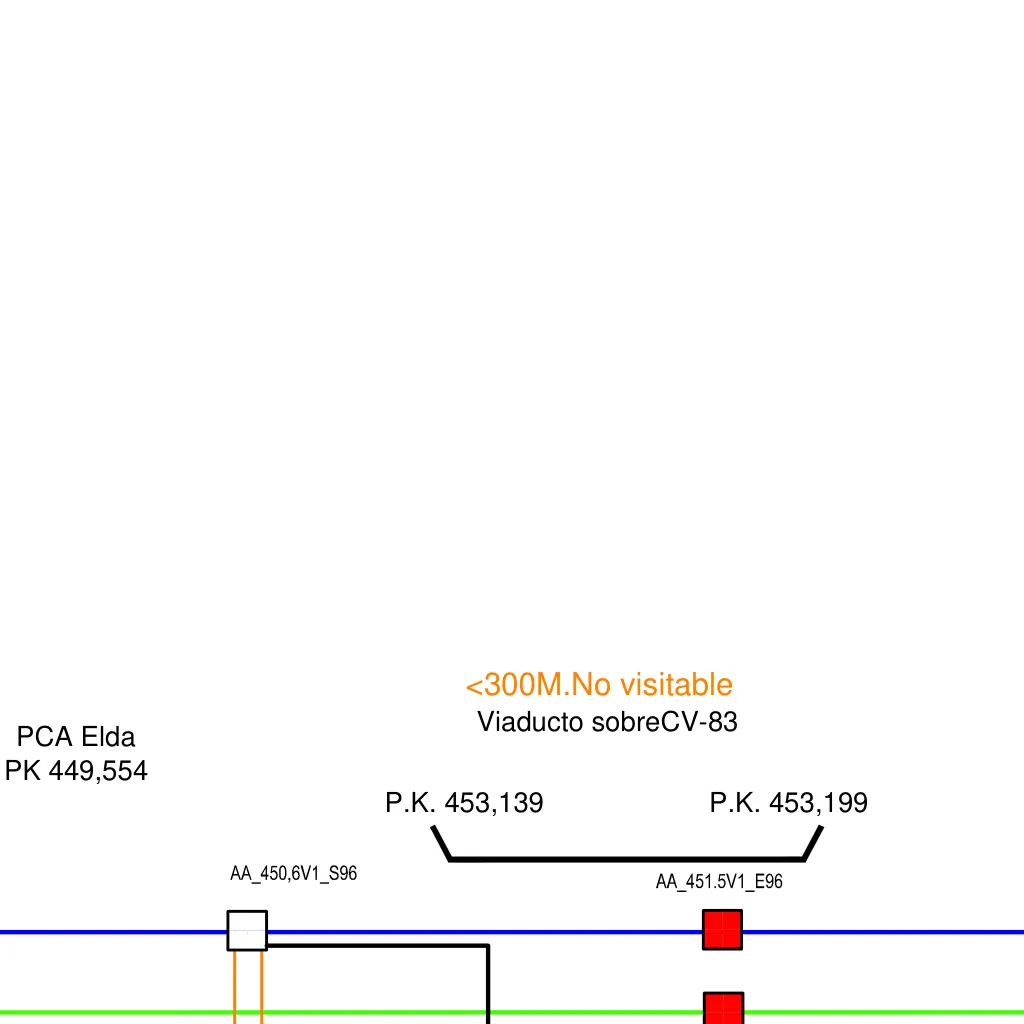 <300M.No visitable
Viaducto sobreCV-83
PCA Elda
PK 449,554
P.K. 453,139
P.K. 453,199
AA_450,6V1_S96
AA_451.5V1_E96